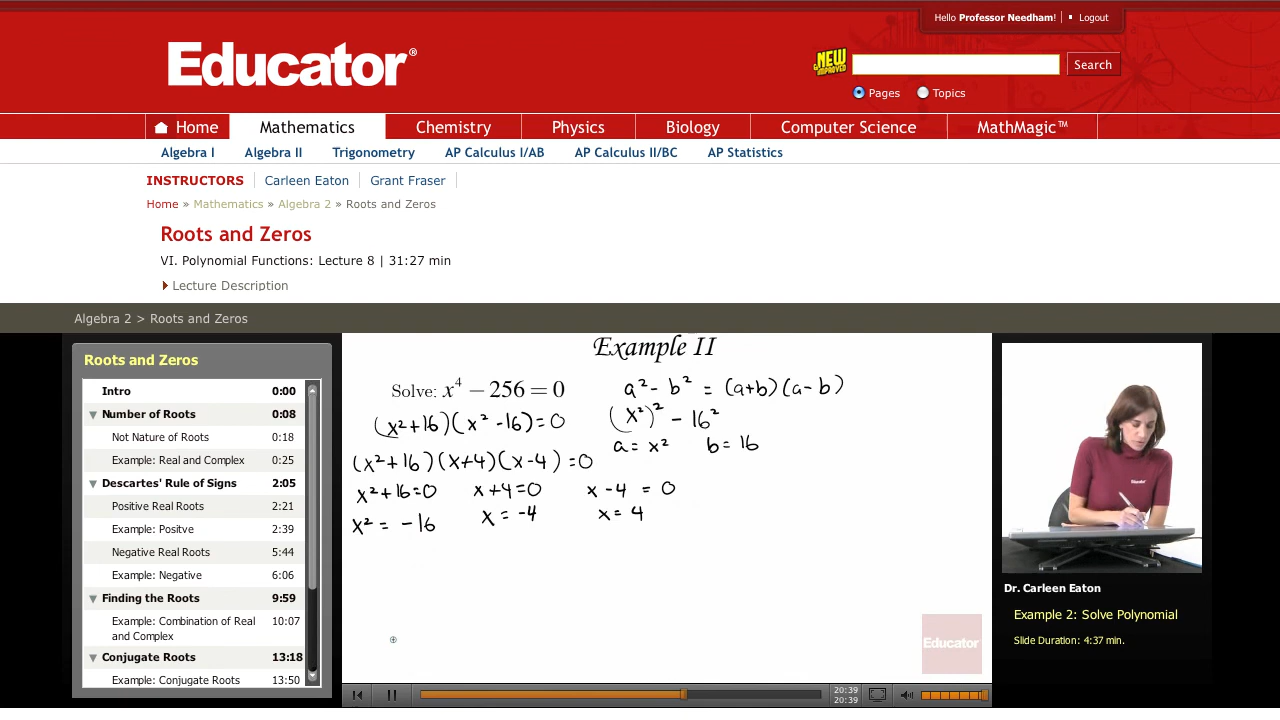 Hello Professor Needham! Logout
Educator®
NEW
& IMPROVED
Search
Pages Topics
Home Mathematics Chemistry Physics Biology Computer Science MathMagic™
Algebra I Algebra II Trigonometry AP Calculus I/AB AP Calculus II/BC AP Statistics
INSTRUCTORS Carleen Eaton Grant Fraser
Home » Mathematics » Algebra 2 » Roots and Zeros
Roots and Zeros
VI. Polynomial Functions: Lecture 8 | 31:27 min
Lecture Description
Algebra 2 > Roots and Zeros
Roots and Zeros
Intro 0:00
Number of Roots 0:08
Not Nature of Roots 0:18
Example: Real and Complex 0:25
Descartes' Rule of Signs 2:05
Positive Real Roots 2:21
Example: Positve 2:39
Negative Real Roots 5:44
Example: Negative 6:06
Finding the Roots 9:59
Example: Combination of Real 10:07
and Complex
Conjugate Roots 13:18
Example: Conjugate Roots 13:50
Example II
Solve: x⁴ − 256 = 0 a² - b² = (a+b)(a-b)
(x²+16)(x²-16)=0 (x²)² - 16²
a = x² b = 16
(x²+16)(x+4)(x-4)=0
x²+16=0 x+4=0 x-4 = 0
x² = -16 x = -4 x = 4
Educator
20:39
20:39
Dr. Carleen Eaton
Example 2: Solve Polynomial
Slide Duration: 4:37 min.